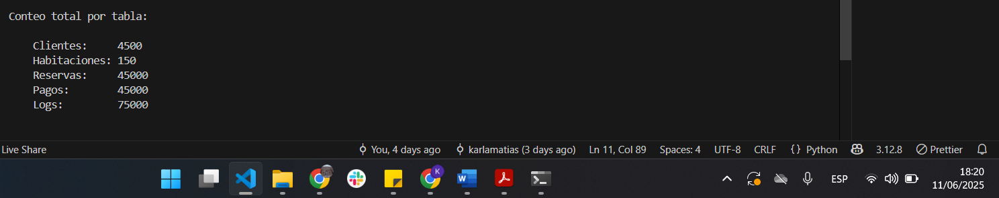 Conteo total por tabla:
Clientes: 4500
Habitaciones: 150
Reservas: 45000
Pagos: 45000
Logs: 75000
Live Share You, 4 days ago karlamatias (3 days ago) Ln 11, Col 89 Spaces: 4 UTF-8 CRLF {} Python 3.12.8 Prettier
K W ESP 18:20
11/06/2025